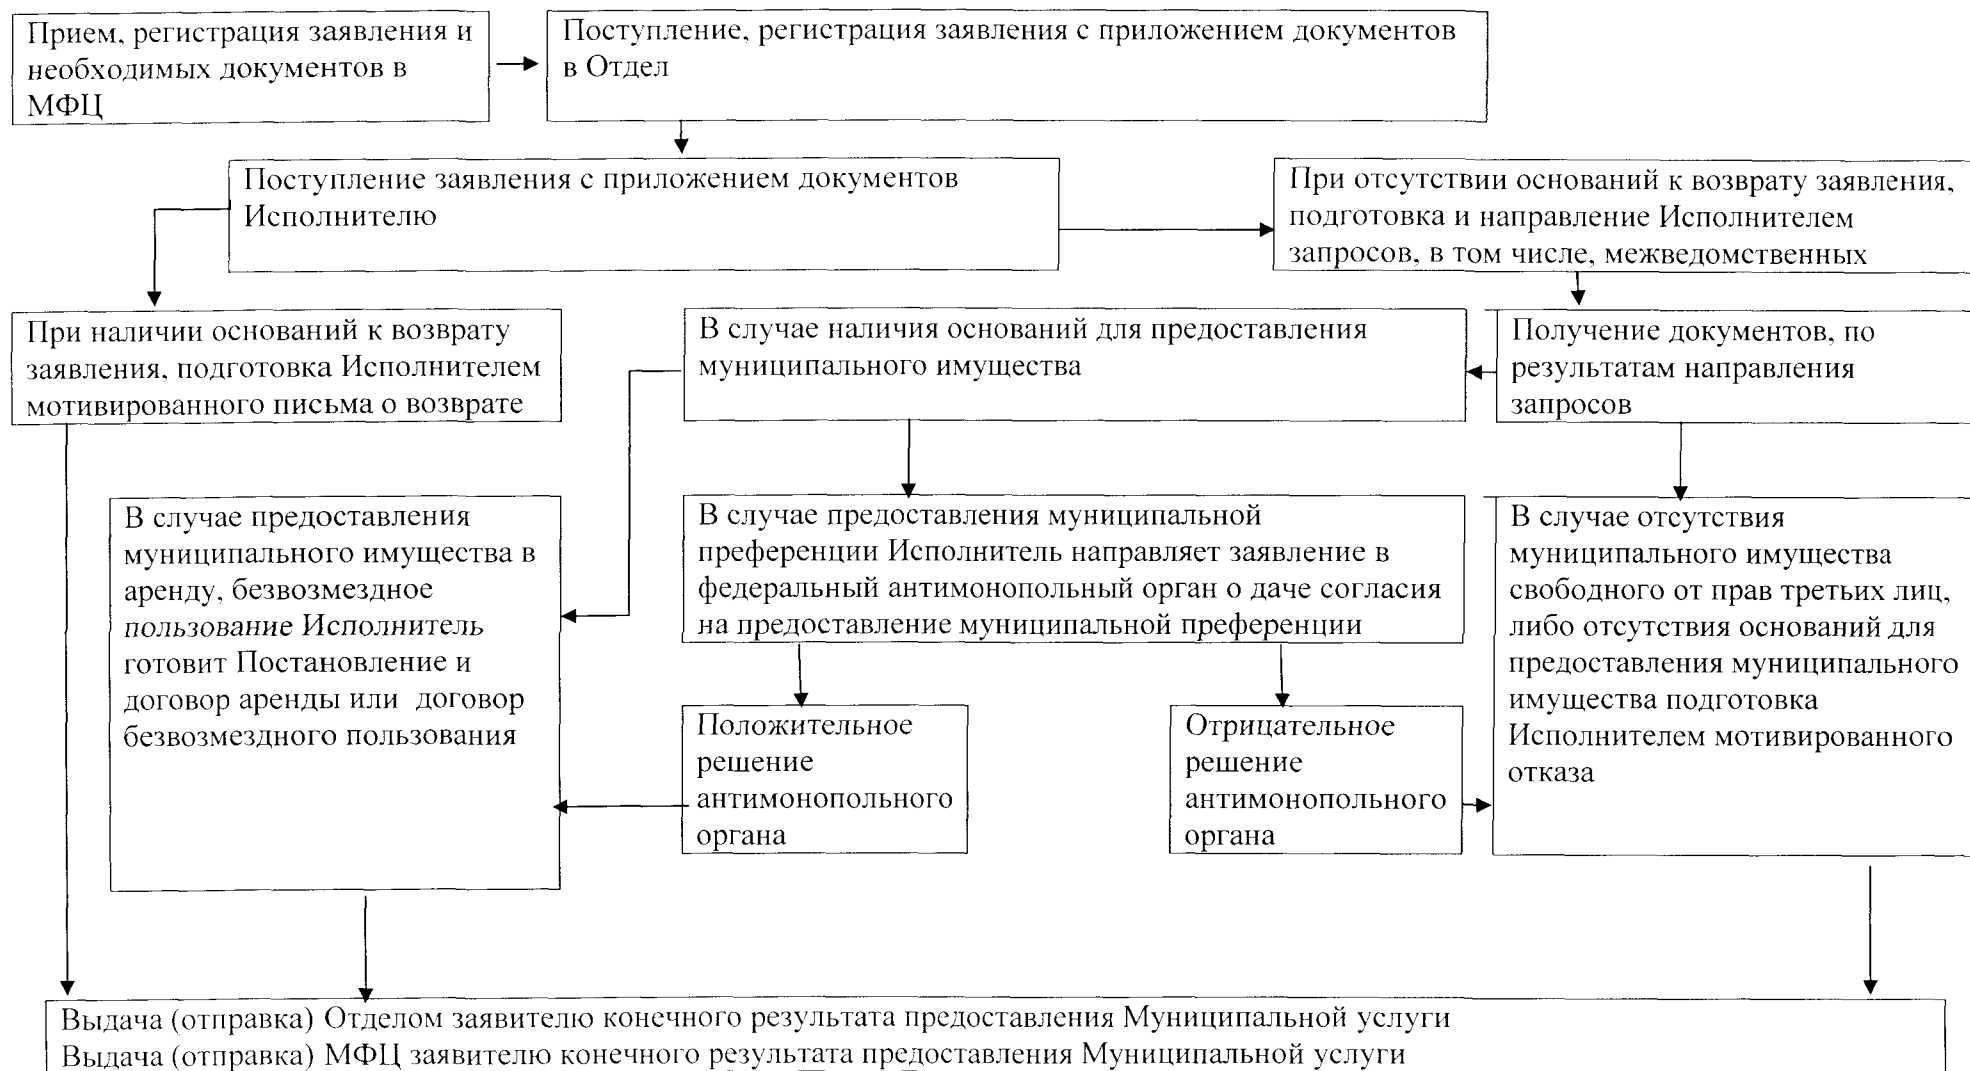 Прием, регистрация заявления и
необходимых документов в
МФЦ
Поступление, регистрация заявления с приложением документов
в Отдел
Поступление заявления с приложением документов
Исполнителю
При отсутствии оснований к возврату заявления,
подготовка и направление Исполнителем
запросов, в том числе, межведомственных
При наличии оснований к возврату
заявления, подготовка Исполнителем
мотивированного письма о возврате
В случае наличия оснований для предоставления
муниципального имущества
Получение документов, по
результатам направления
запросов
В случае предоставления
муниципального имущества в
аренду, безвозмездное
пользование Исполнитель
готовит Постановление и
договор аренды или договор
безвозмездного пользования
В случае предоставления муниципальной
преференции Исполнитель направляет заявление в
федеральный антимонопольный орган о даче согласия
на предоставление муниципальной преференции
В случае отсутствия
муниципального имущества
свободного от прав третьих лиц,
либо отсутствия оснований для
предоставления муниципального
имущества подготовка
Исполнителем мотивированного
отказа
Положительное
решение
антимонопольного
органа
Отрицательное
решение
антимонопольного
органа
Выдача (отправка) Отделом заявителю конечного результата предоставления Муниципальной услуги
Выдача (отправка) МФЦ заявителю конечного результата предоставления Муниципальной услуги